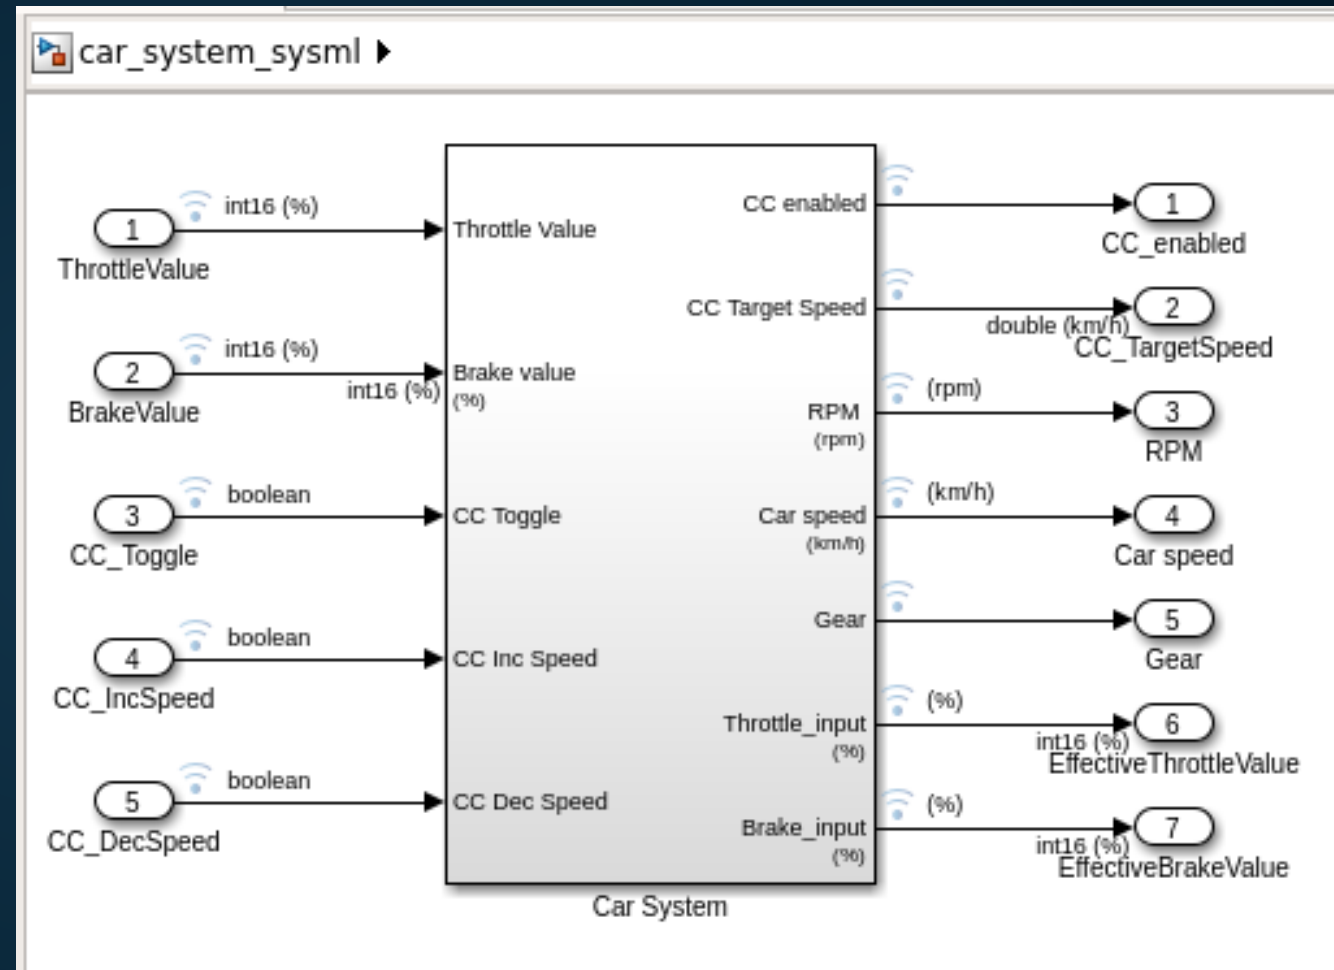 car_system_sysml
1
int16 (%)
ThrottleValue
Throttle Value
2
int16 (%)
int16 (%)
BrakeValue
Brake value
(%)
3
boolean
CC_Toggle
CC Toggle
4
boolean
CC_IncSpeed
CC Inc Speed
5
boolean
CC_DecSpeed
CC Dec Speed
CC enabled
1
CC_enabled
CC Target Speed
double (km/h)
2
CC_TargetSpeed
RPM
(rpm)
(rpm)
3
RPM
Car speed
(km/h)
(km/h)
4
Car speed
Gear
5
Gear
Throttle_input
(%)
(%)
int16 (%)
6
EffectiveThrottleValue
Brake_input
(%)
(%)
int16 (%)
7
EffectiveBrakeValue
Car System